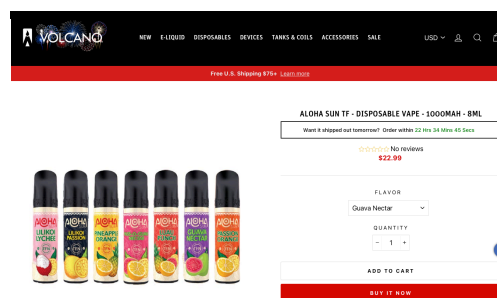 VOLCANO
NEW E-LIQUID DISPOSABLES DEVICES TANKS & COILS ACCESSORIES SALE
USD
Free U.S. Shipping $75+ Learn more
ALOHA SUN TF - DISPOSABLE VAPE - 1000MAH - 8ML
Want it shipped out tomorrow? Order within 22 Hrs 34 Mins 45 Secs
No reviews
$22.99
FLAVOR
Guava Nectar
QUANTITY
- 1 +
ADD TO CART
BUY IT NOW
ALOHA
LILIKOI
LYCHEE
ALOHA
LILIKOI
PASSION
ALOHA
PINEAPPLE
ORANGE
ALOHA
ALOHA
ALOHA
GUAVA
NECTAR
ALOHA
PASSION
ORANGE